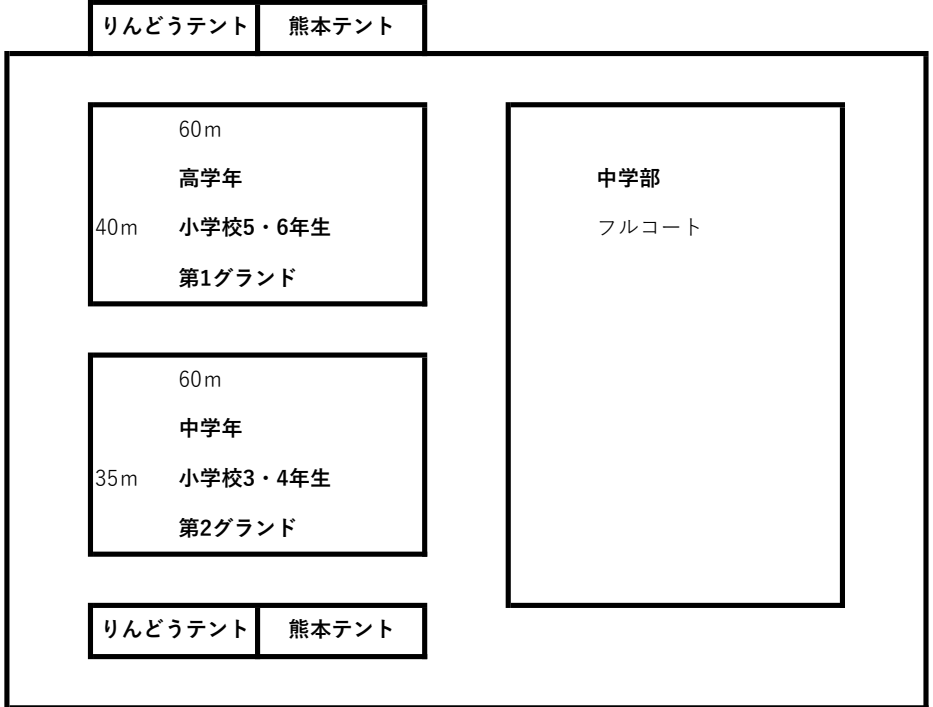 りんどうテント
熊本テント
60m
高学年
40m
小学校5・6年生
第1グランド
中学部
フルコート
60m
中学年
35m
小学校3・4年生
第2グランド
りんどうテント
熊本テント